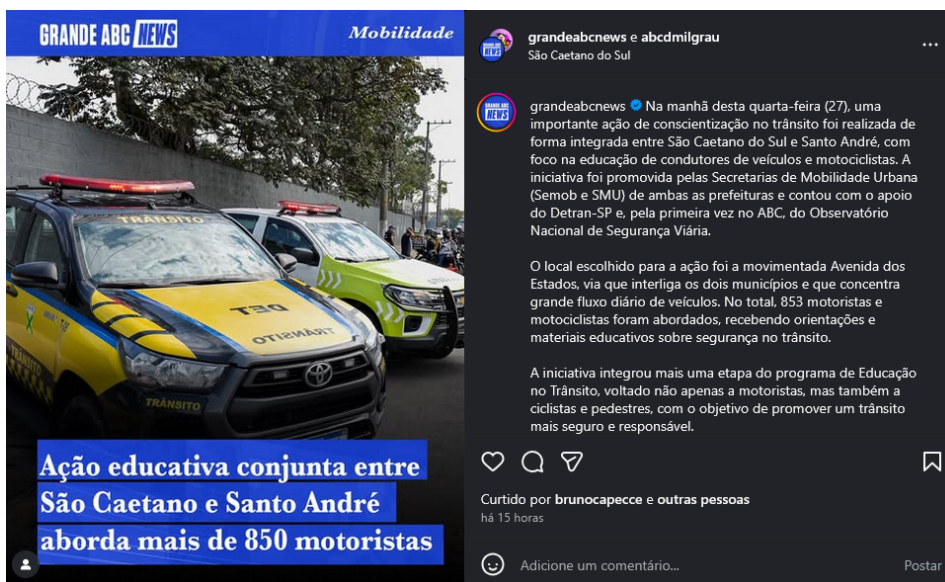 GRANDE ABC NEWS
Mobilidade
TRÂNSITO
DET
TRANSITO
TRÂNSITO
TRÂNSITO
Ação educativa conjunta entre
São Caetano e Santo André
aborda mais de 850 motoristas
grandeabcnews e abcdmilgrau
São Caetano do Sul
grandeabcnews Na manhã desta quarta-feira (27), uma
importante ação de conscientização no trânsito foi realizada de
forma integrada entre São Caetano do Sul e Santo André, com
foco na educação de condutores de veículos e motociclistas. A
iniciativa foi promovida pelas Secretarias de Mobilidade Urbana
(Semob e SMU) de ambas as prefeituras e contou com o apoio
do Detran-SP e, pela primeira vez no ABC, do Observatório
Nacional de Segurança Viária.
O local escolhido para a ação foi a movimentada Avenida dos
Estados, via que interliga os dois municípios e que concentra
grande fluxo diário de veículos. No total, 853 motoristas e
motociclistas foram abordados, recebendo orientações e
materiais educativos sobre segurança no trânsito.
A iniciativa integrou mais uma etapa do programa de Educação
no Trânsito, voltado não apenas a motoristas, mas também a
ciclistas e pedestres, com o objetivo de promover um trânsito
mais seguro e responsável.
Curtido por brunocapecce e outras pessoas
há 15 horas
Adicione um comentário...
Postar